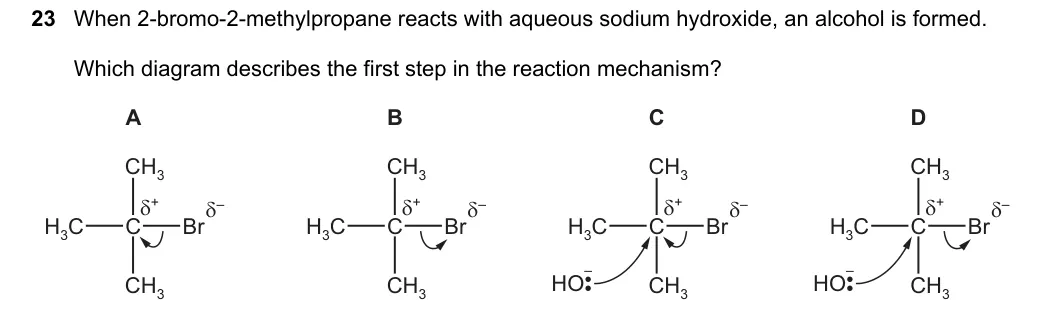 23 When 2-bromo-2-methylpropane reacts with aqueous sodium hydroxide, an alcohol is formed.
Which diagram describes the first step in the reaction mechanism?
A B C D
CH₃ CH₃ CH₃ CH₃
δ⁺ δ⁻ δ⁺ δ⁻ δ⁺ δ⁻ δ⁺ δ⁻
H₃C C Br H₃C C Br H₃C C Br H₃C C Br
CH₃ CH₃ HO:⁻ CH₃ HO:⁻ CH₃